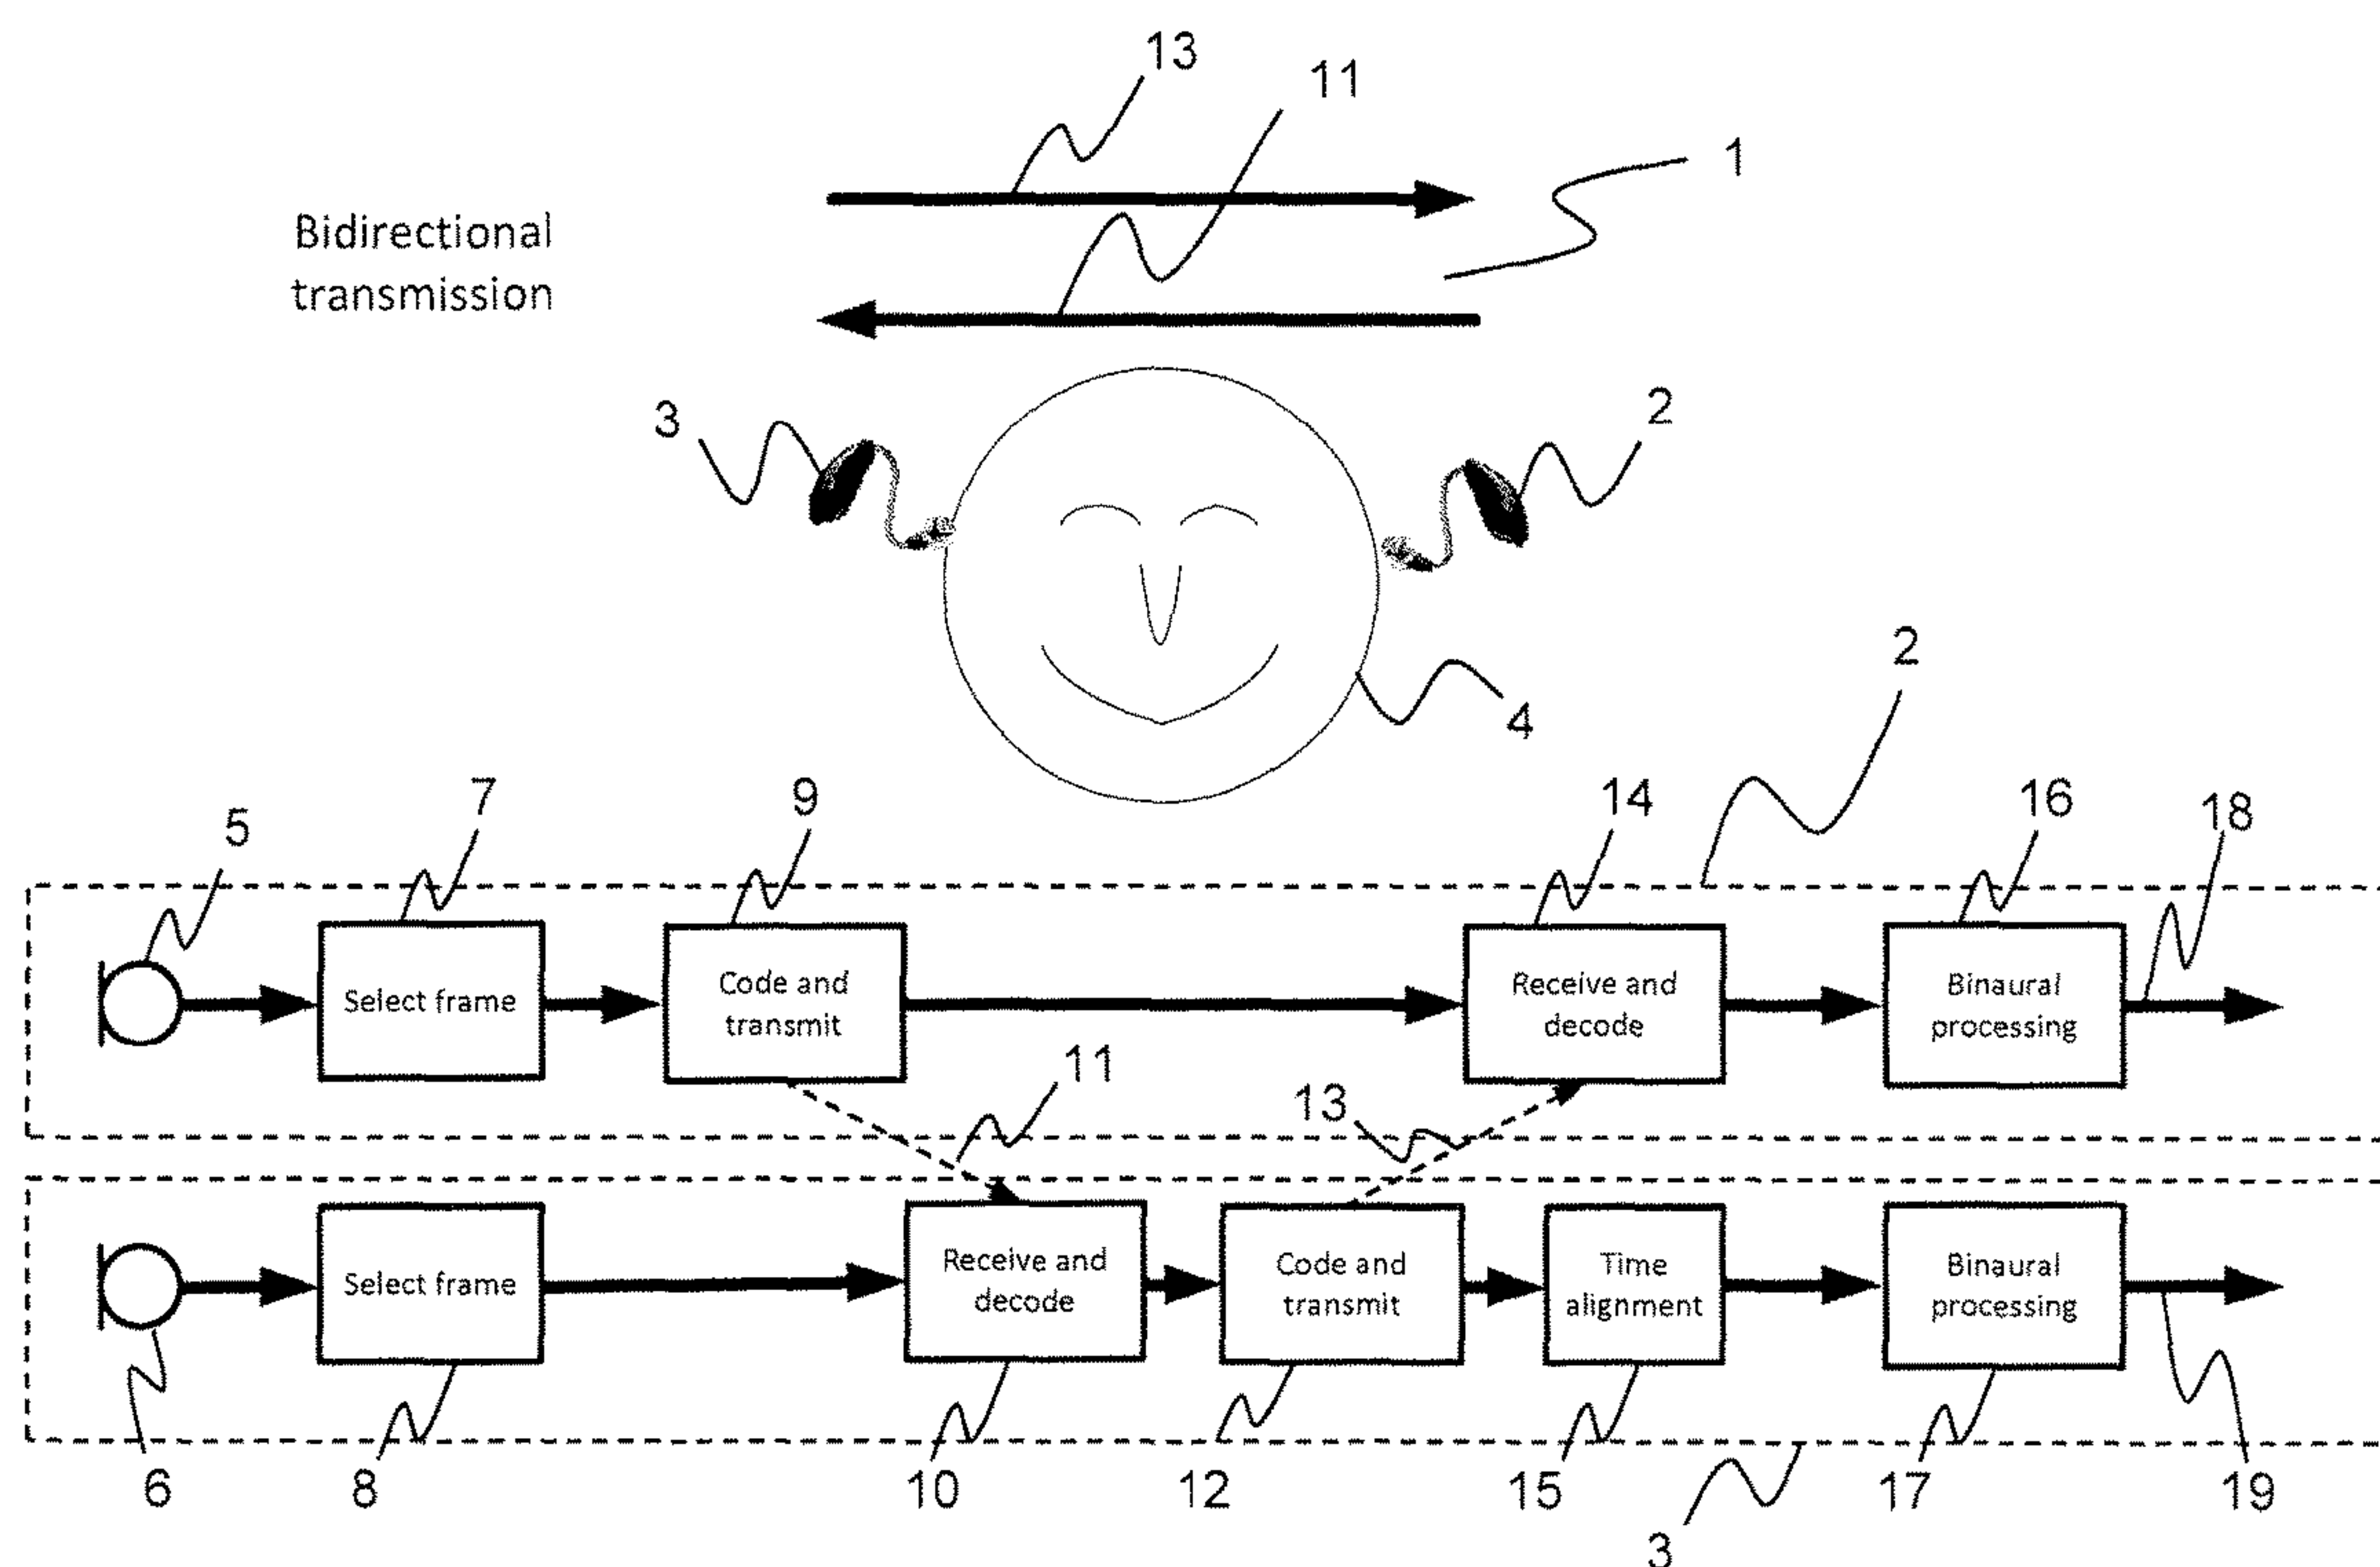 13
11
1
Bidirectional
transmission
3
2
4
2
5
7
9
14
16
18
Select frame
Code and
transmit
Receive and
decode
Binaural
processing
11
13
Select frame
Receive and
decode
Code and
transmit
Time
alignment
Binaural
processing
6
8
10
12
15
17
19
3